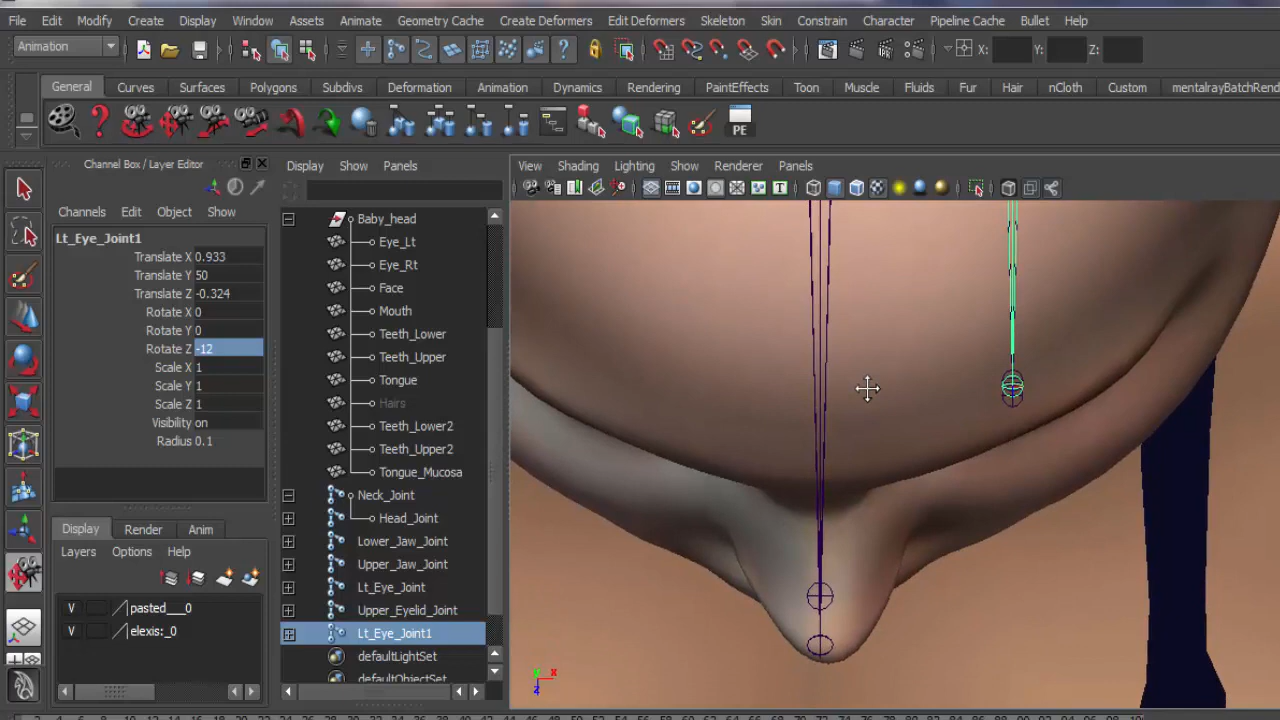 File Edit Modify Create Display Window Assets Animate Geometry Cache Create Deformers Edit Deformers Skeleton Skin Constrain Character Pipeline Cache Bullet Help
Animation X: Y: Z:
General Curves Surfaces Polygons Subdivs Deformation Animation Dynamics Rendering PaintEffects Toon Muscle Fluids Fur Hair nCloth Custom mentalrayBatchRend
IPR
PE
Channel Box / Layer Editor
Channels Edit Object Show
Lt_Eye_Joint1
Translate X 0.933
Translate Y 50
Translate Z -0.324
Rotate X 0
Rotate Y 0
Rotate Z -12
Scale X 1
Scale Y 1
Scale Z 1
Visibility on
Radius 0.1
Display Render Anim
Layers Options Help
V pasted___0
V elexis:_0
Display Show Panels
Baby_head
Eye_Lt
Eye_Rt
Face
Mouth
Teeth_Lower
Teeth_Upper
Tongue
Hairs
Teeth_Lower2
Teeth_Upper2
Tongue_Mucosa
Neck_Joint
Head_Joint
Lower_Jaw_Joint
Upper_Jaw_Joint
Lt_Eye_Joint
Upper_Eyelid_Joint
Lt_Eye_Joint1
defaultLightSet
defaultObjectSet
View Shading Lighting Show Renderer Panels
y x
z